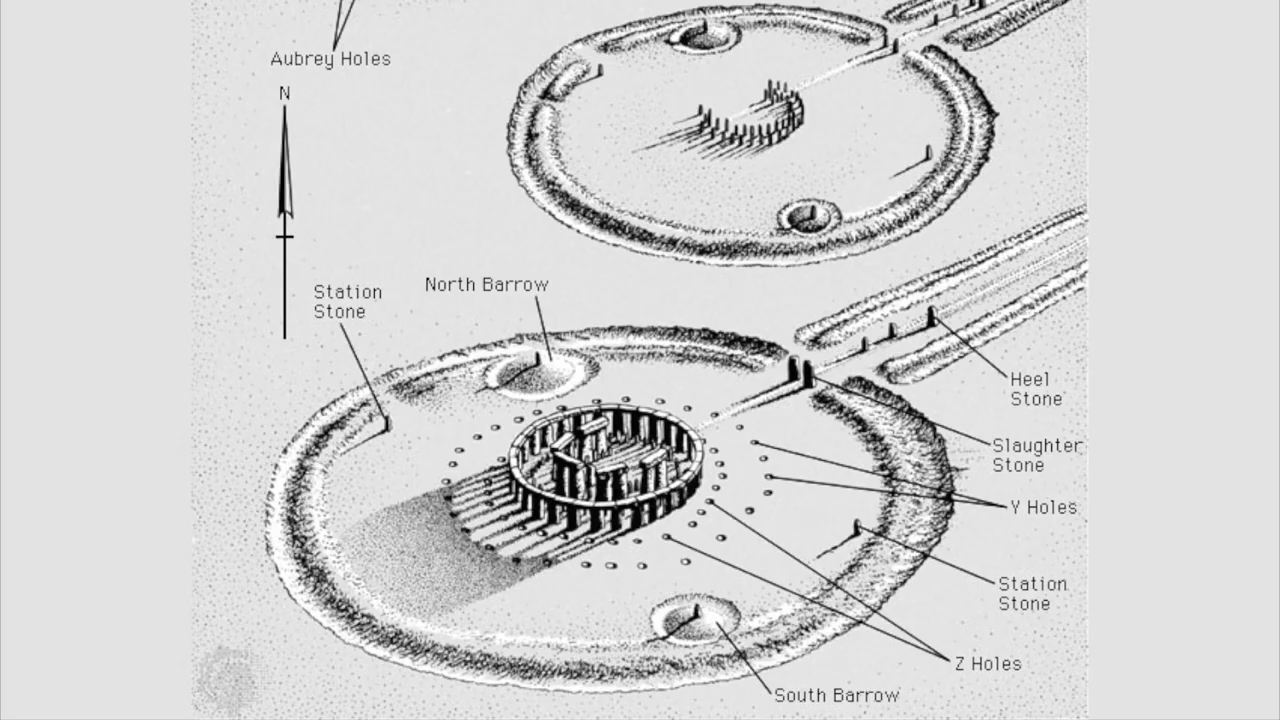 Aubrey Holes
N
Station
Stone
North Barrow
Heel
Stone
Slaughter
Stone
Y Holes
Station
Stone
Z Holes
South Barrow